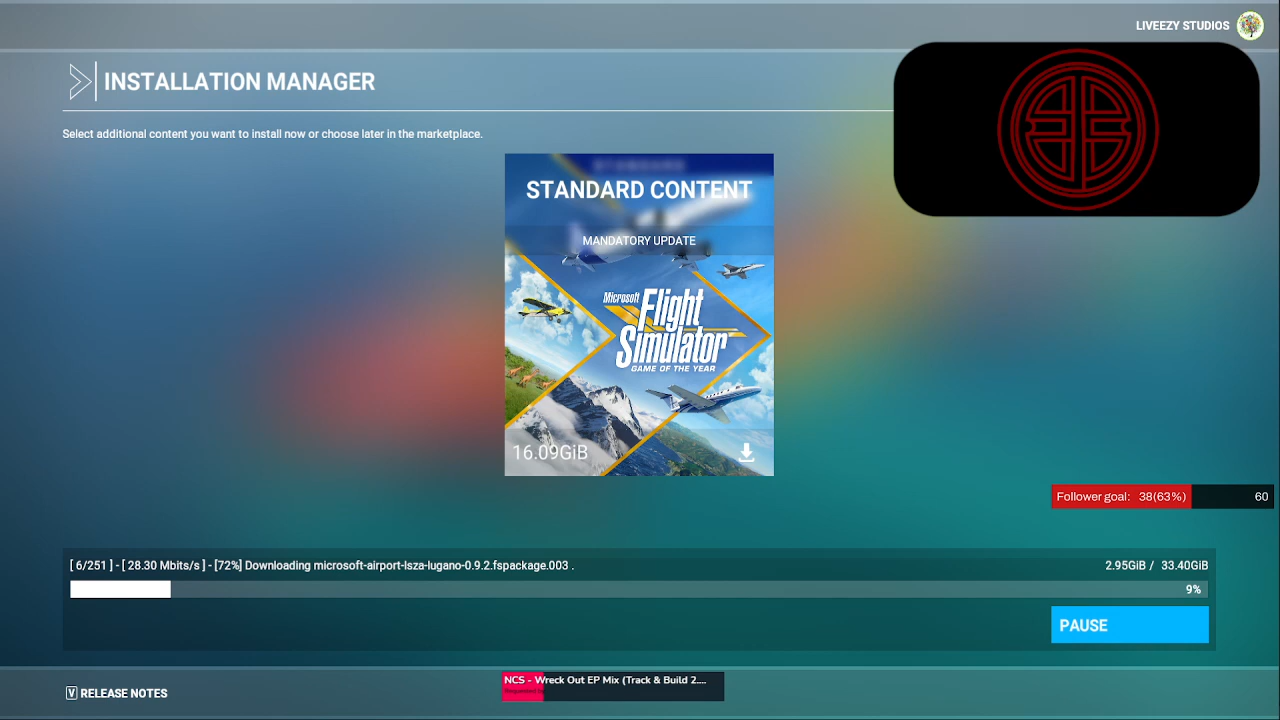 LIVEEZY STUDIOS
INSTALLATION MANAGER
Select additional content you want to install now or choose later in the marketplace.
STANDARD CONTENT
MANDATORY UPDATE
Microsoft
Flight
Simulator
GAME OF THE YEAR
16.09GiB
Follower goal: 38(63%) 60
[ 6/251 ] - [ 28.30 Mbits/s ] - [72%] Downloading microsoft-airport-lsza-lugano-0.9.2.fspackage.003 .
2.95GiB / 33.40GiB
9%
PAUSE
V RELEASE NOTES
NCS - Wreck Out EP Mix (Track & Build 2....